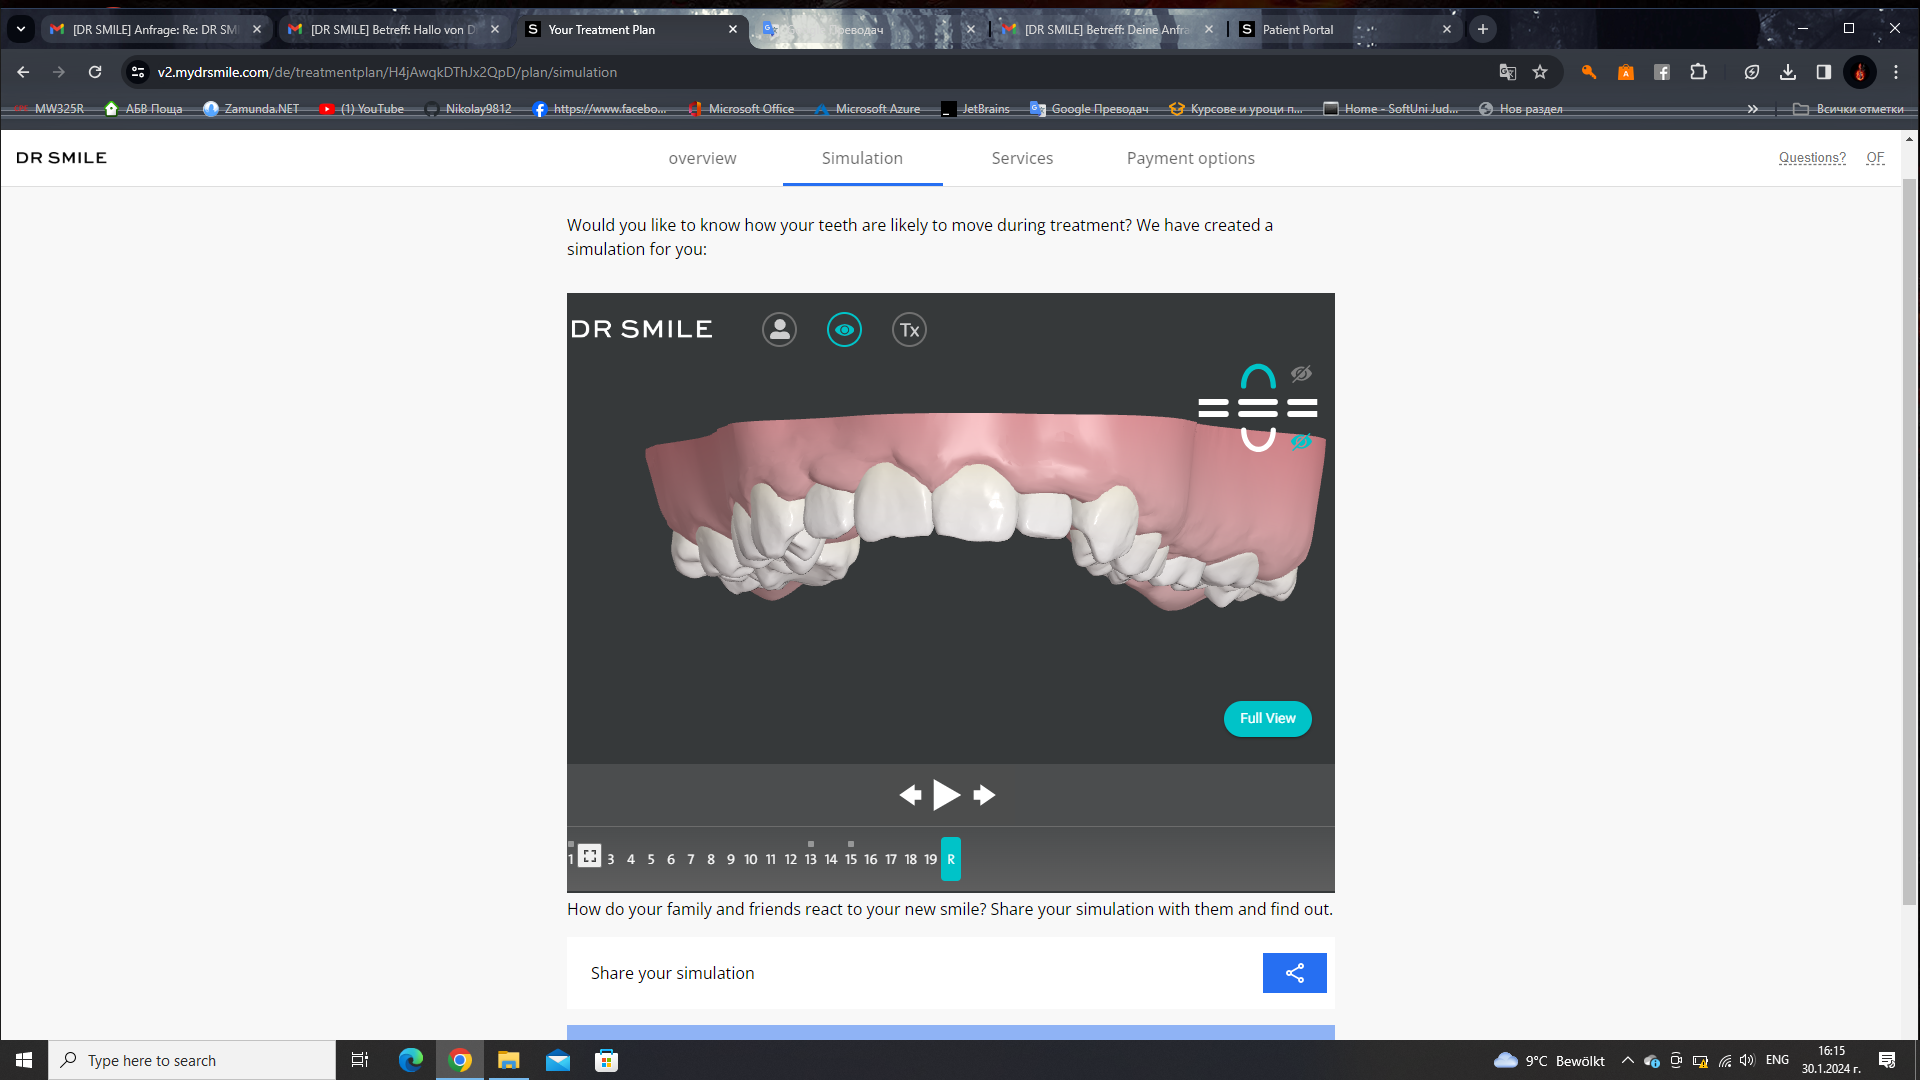 [DR SMILE] Anfrage: Re: DR SMI
[DR SMILE] Betreff: Hallo von D
Your Treatment Plan
[DR SMILE] Betreff: Deine Anfra
Patient Portal
v2.mydrsmile.com/de/treatmentplan/H4jAwqkDThJx2QpD/plan/simulation
MW325R
АБВ Поща
Zamunda.NET
(1) YouTube
Nikolay9812
https://www.facebo...
Microsoft Office
Microsoft Azure
JetBrains
Google Преводач
Курсове и уроци п...
Home - SoftUni Jud...
Нов раздел
Всички отметки
DR SMILE
overview
Simulation
Services
Payment options
Questions?
OF
Would you like to know how your teeth are likely to move during treatment? We have created a
simulation for you:
DR SMILE
Tx
Full View
1 3 4 5 6 7 8 9 10 11 12 13 14 15 16 17 18 19 R
How do your family and friends react to your new smile? Share your simulation with them and find out.
Share your simulation
Type here to search
9°C Bewölkt
ENG
16:15
30.1.2024 г.